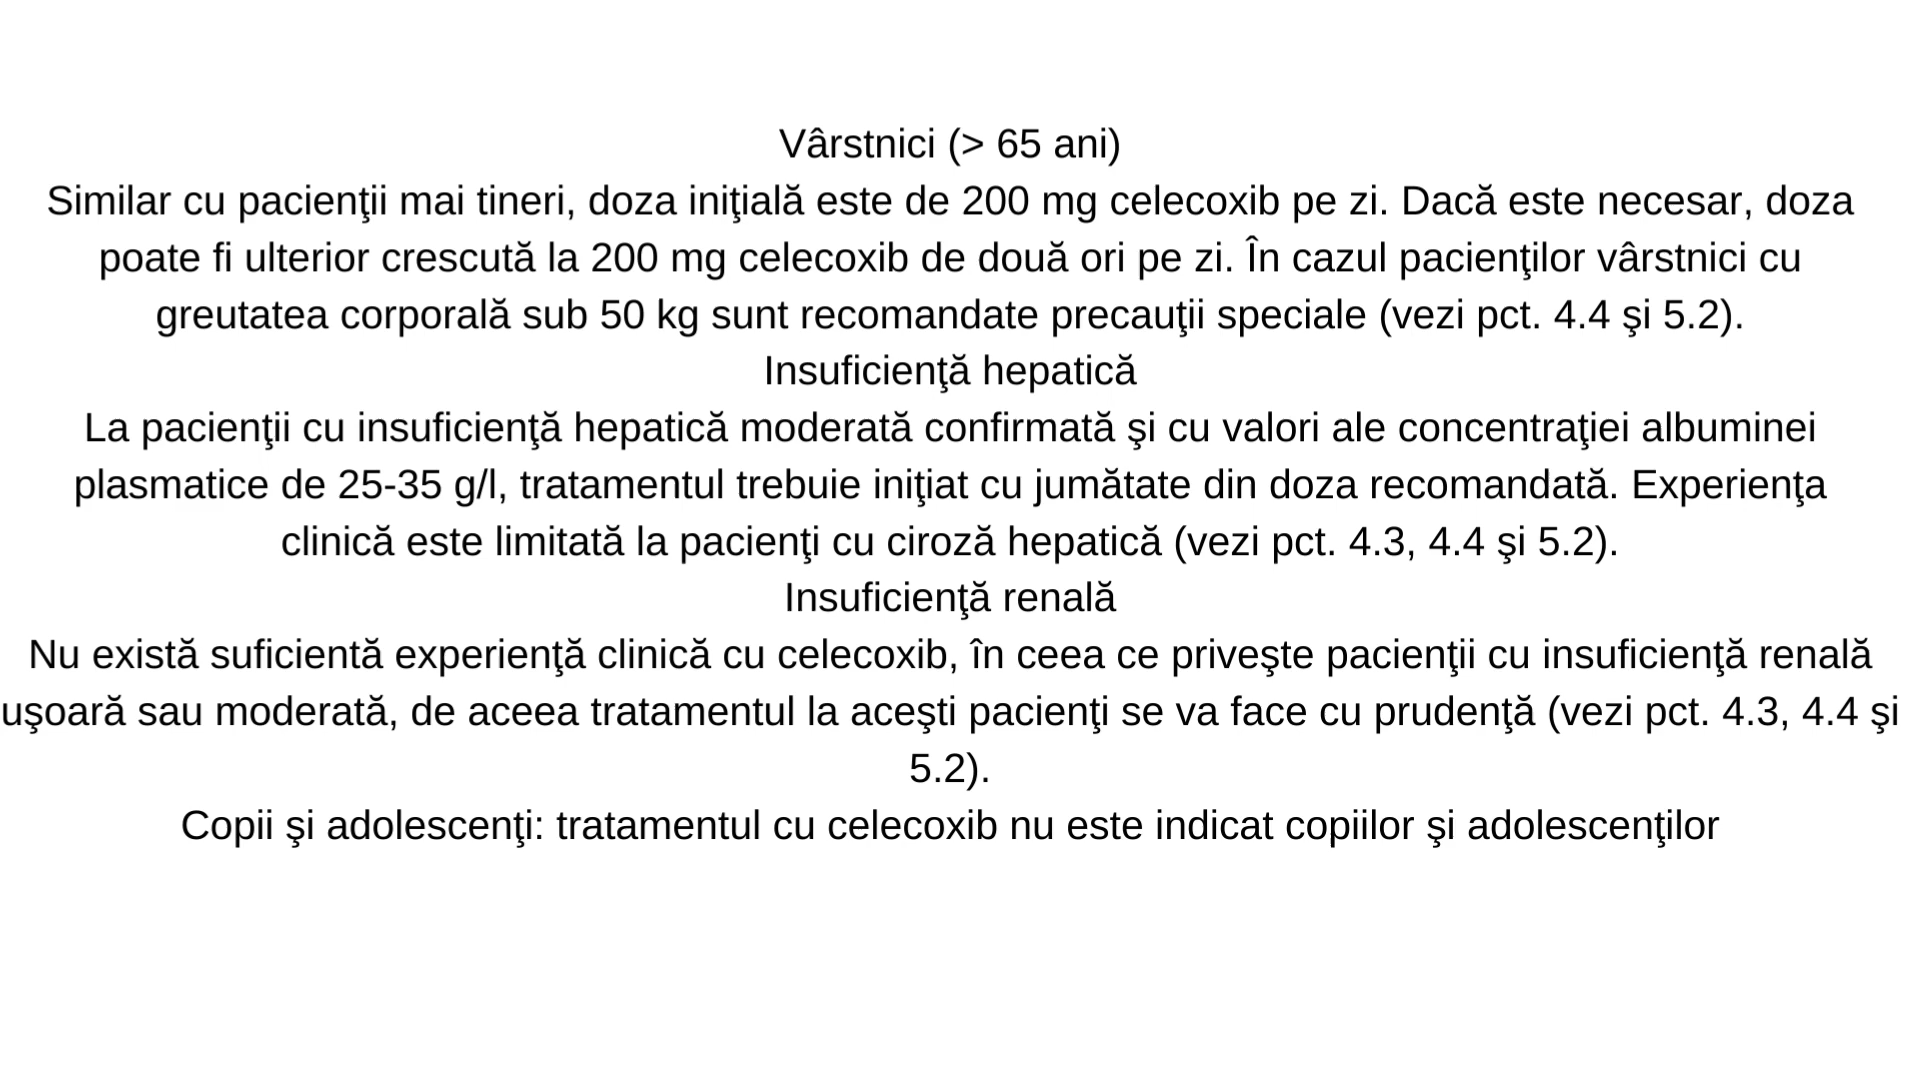 Vârstnici (> 65 ani)
Similar cu pacienţii mai tineri, doza iniţială este de 200 mg celecoxib pe zi. Dacă este necesar, doza
poate fi ulterior crescută la 200 mg celecoxib de două ori pe zi. În cazul pacienţilor vârstnici cu
greutatea corporală sub 50 kg sunt recomandate precauţii speciale (vezi pct. 4.4 şi 5.2).
Insuficienţă hepatică
La pacienţii cu insuficienţă hepatică moderată confirmată şi cu valori ale concentraţiei albuminei
plasmatice de 25-35 g/l, tratamentul trebuie iniţiat cu jumătate din doza recomandată. Experienţa
clinică este limitată la pacienţi cu ciroză hepatică (vezi pct. 4.3, 4.4 şi 5.2).
Insuficienţă renală
Nu există suficientă experienţă clinică cu celecoxib, în ceea ce priveşte pacienţii cu insuficienţă renală
uşoară sau moderată, de aceea tratamentul la aceşti pacienţi se va face cu prudenţă (vezi pct. 4.3, 4.4 şi
5.2).
Copii şi adolescenţi: tratamentul cu celecoxib nu este indicat copiilor şi adolescenţilor